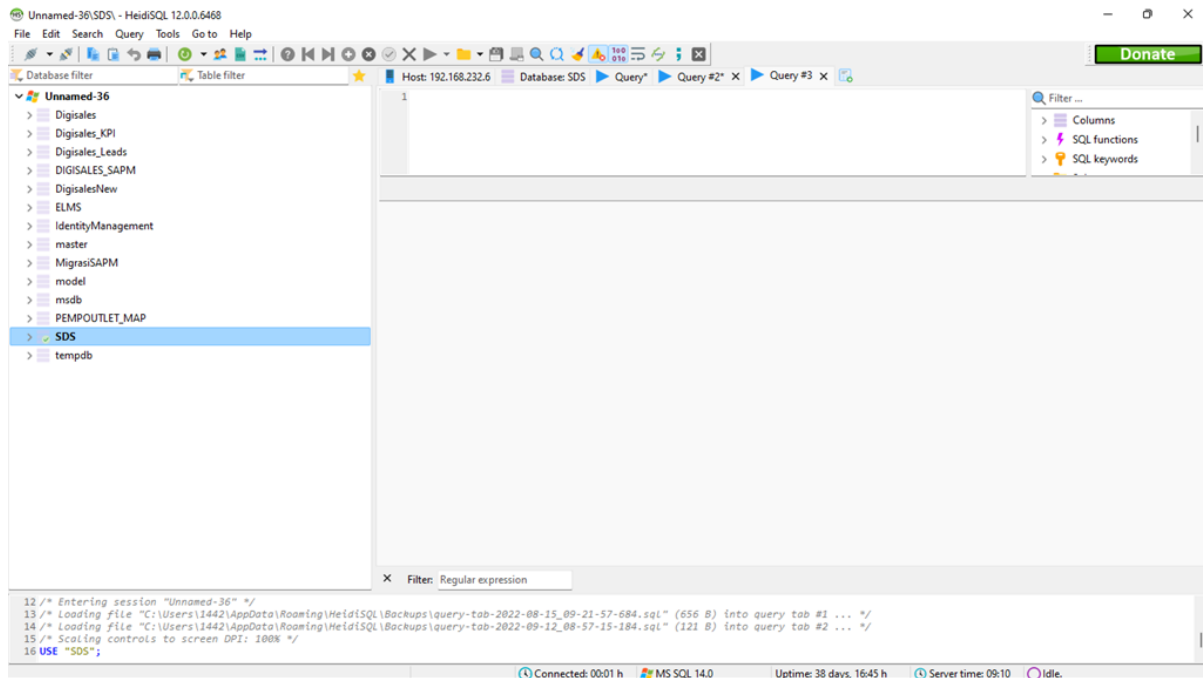 Unnamed-36\SDS\ - HeidiSQL 12.0.0.6468
File Edit Search Query Tools Go to Help
Donate
Database filter Table filter
Host: 192.168.232.6 Database: SDS Query* Query #2* X Query #3 X
Unnamed-36
Digisales
Digisales_KPI
Digisales_Leads
DIGISALES_SAPM
DigisalesNew
ELMS
IdentityManagement
master
MigrasiSAPM
model
msdb
PEMPOUTLET_MAP
SDS
tempdb
1
Filter ...
Columns
SQL functions
SQL keywords
Filter: Regular expression
12 /* Entering session "Unnamed-36" */
13 /* Loading file "C:\Users\1442\AppData\Roaming\HeidiSQL\Backups\query-tab-2022-08-15_09-21-57-684.sql" (656 B) into query tab #1 ... */
14 /* Loading file "C:\Users\1442\AppData\Roaming\HeidiSQL\Backups\query-tab-2022-09-12_08-57-15-184.sql" (121 B) into query tab #2 ... */
15 /* Scaling controls to screen DPI: 100% */
16 USE "SDS";
Connected: 00:01 h MS SQL 14.0 Uptime: 38 days, 16:45 h Server time: 09:10 Idle.